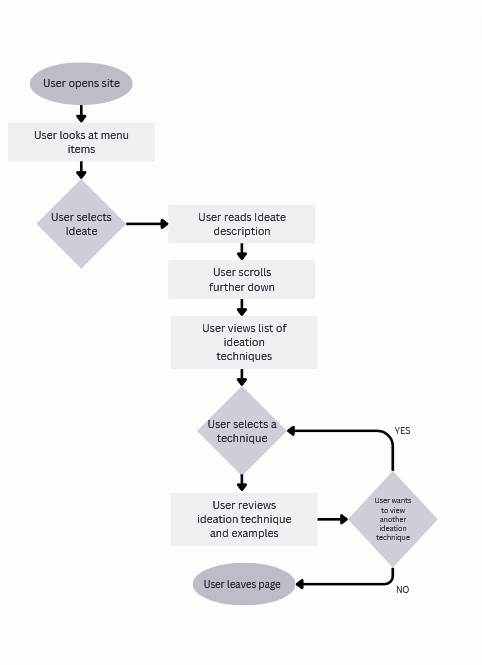 User opens site
User looks at menu
items
User selects
Ideate
User reads Ideate
description
User scrolls
further down
User views list of
ideation
techniques
User selects a
technique
YES
User reviews
ideation technique
and examples
User wants
to view
another
ideation
technique
User leaves page
NO